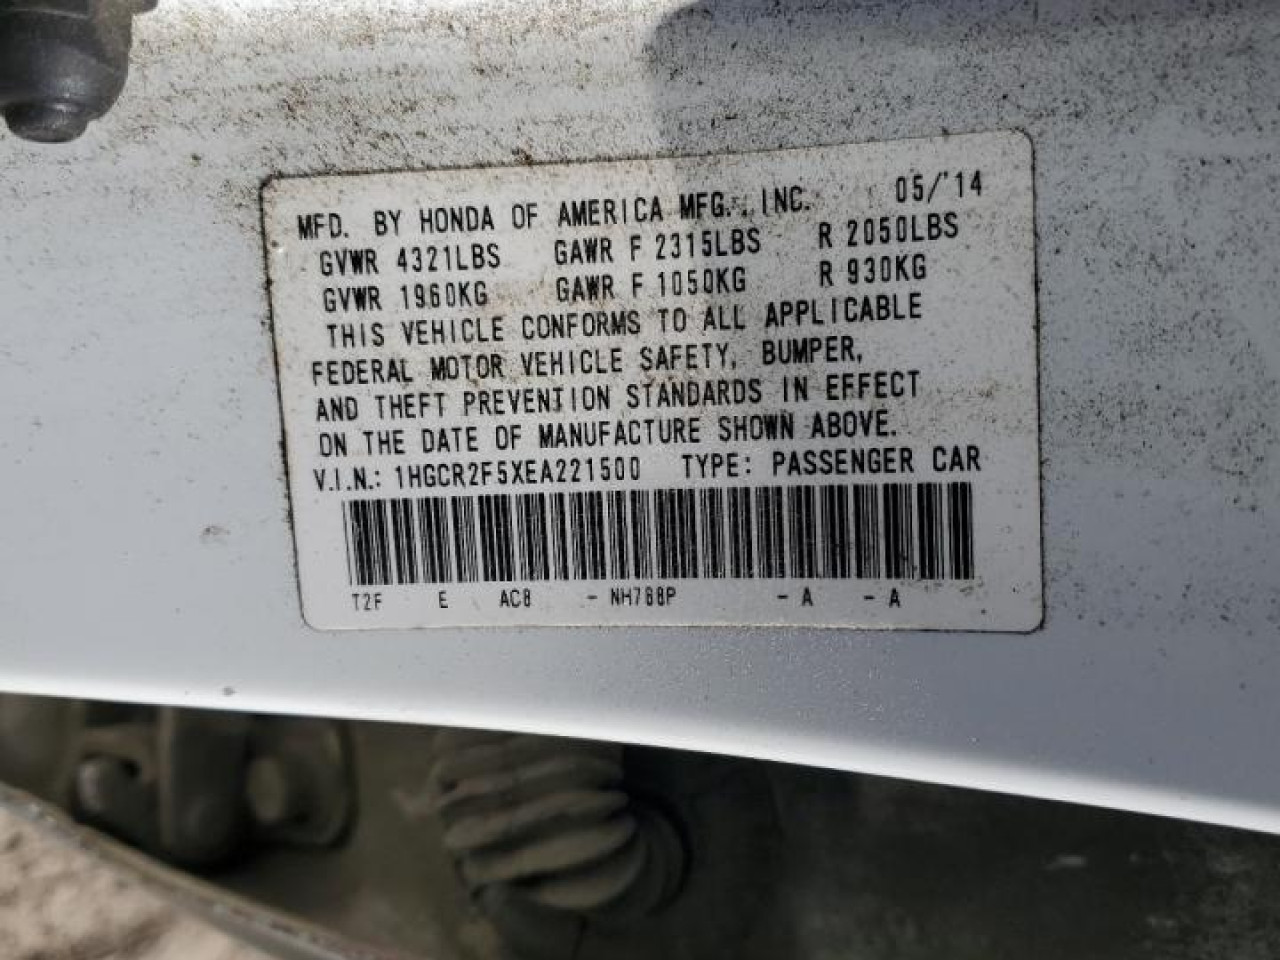 MFD. BY HONDA OF AMERICA MFG., INC. 05/'14
GVWR 4321LBS GAWR F 2315LBS R 2050LBS
GVWR 1960KG GAWR F 1050KG R 930KG
THIS VEHICLE CONFORMS TO ALL APPLICABLE
FEDERAL MOTOR VEHICLE SAFETY, BUMPER,
AND THEFT PREVENTION STANDARDS IN EFFECT
ON THE DATE OF MANUFACTURE SHOWN ABOVE.
V.I.N.: 1HGCR2F5XEA221500 TYPE: PASSENGER CAR
T2F E AC8 - NH788P - A - A